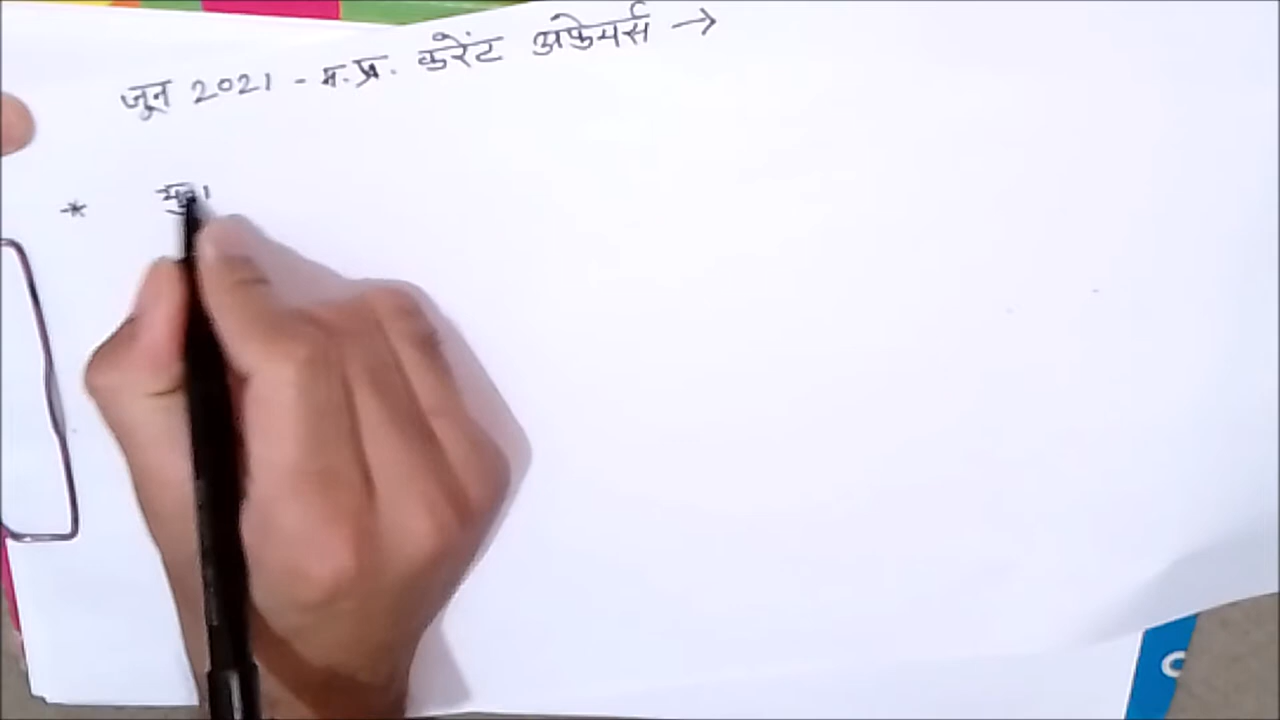 जून 2021 - म.प्र. करेंट अफेयर्स →
* युवा
C